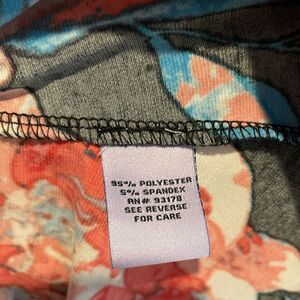 95% POLYESTER
5% SPANDEX
RN# 93178
SEE REVERSE
FOR CARE